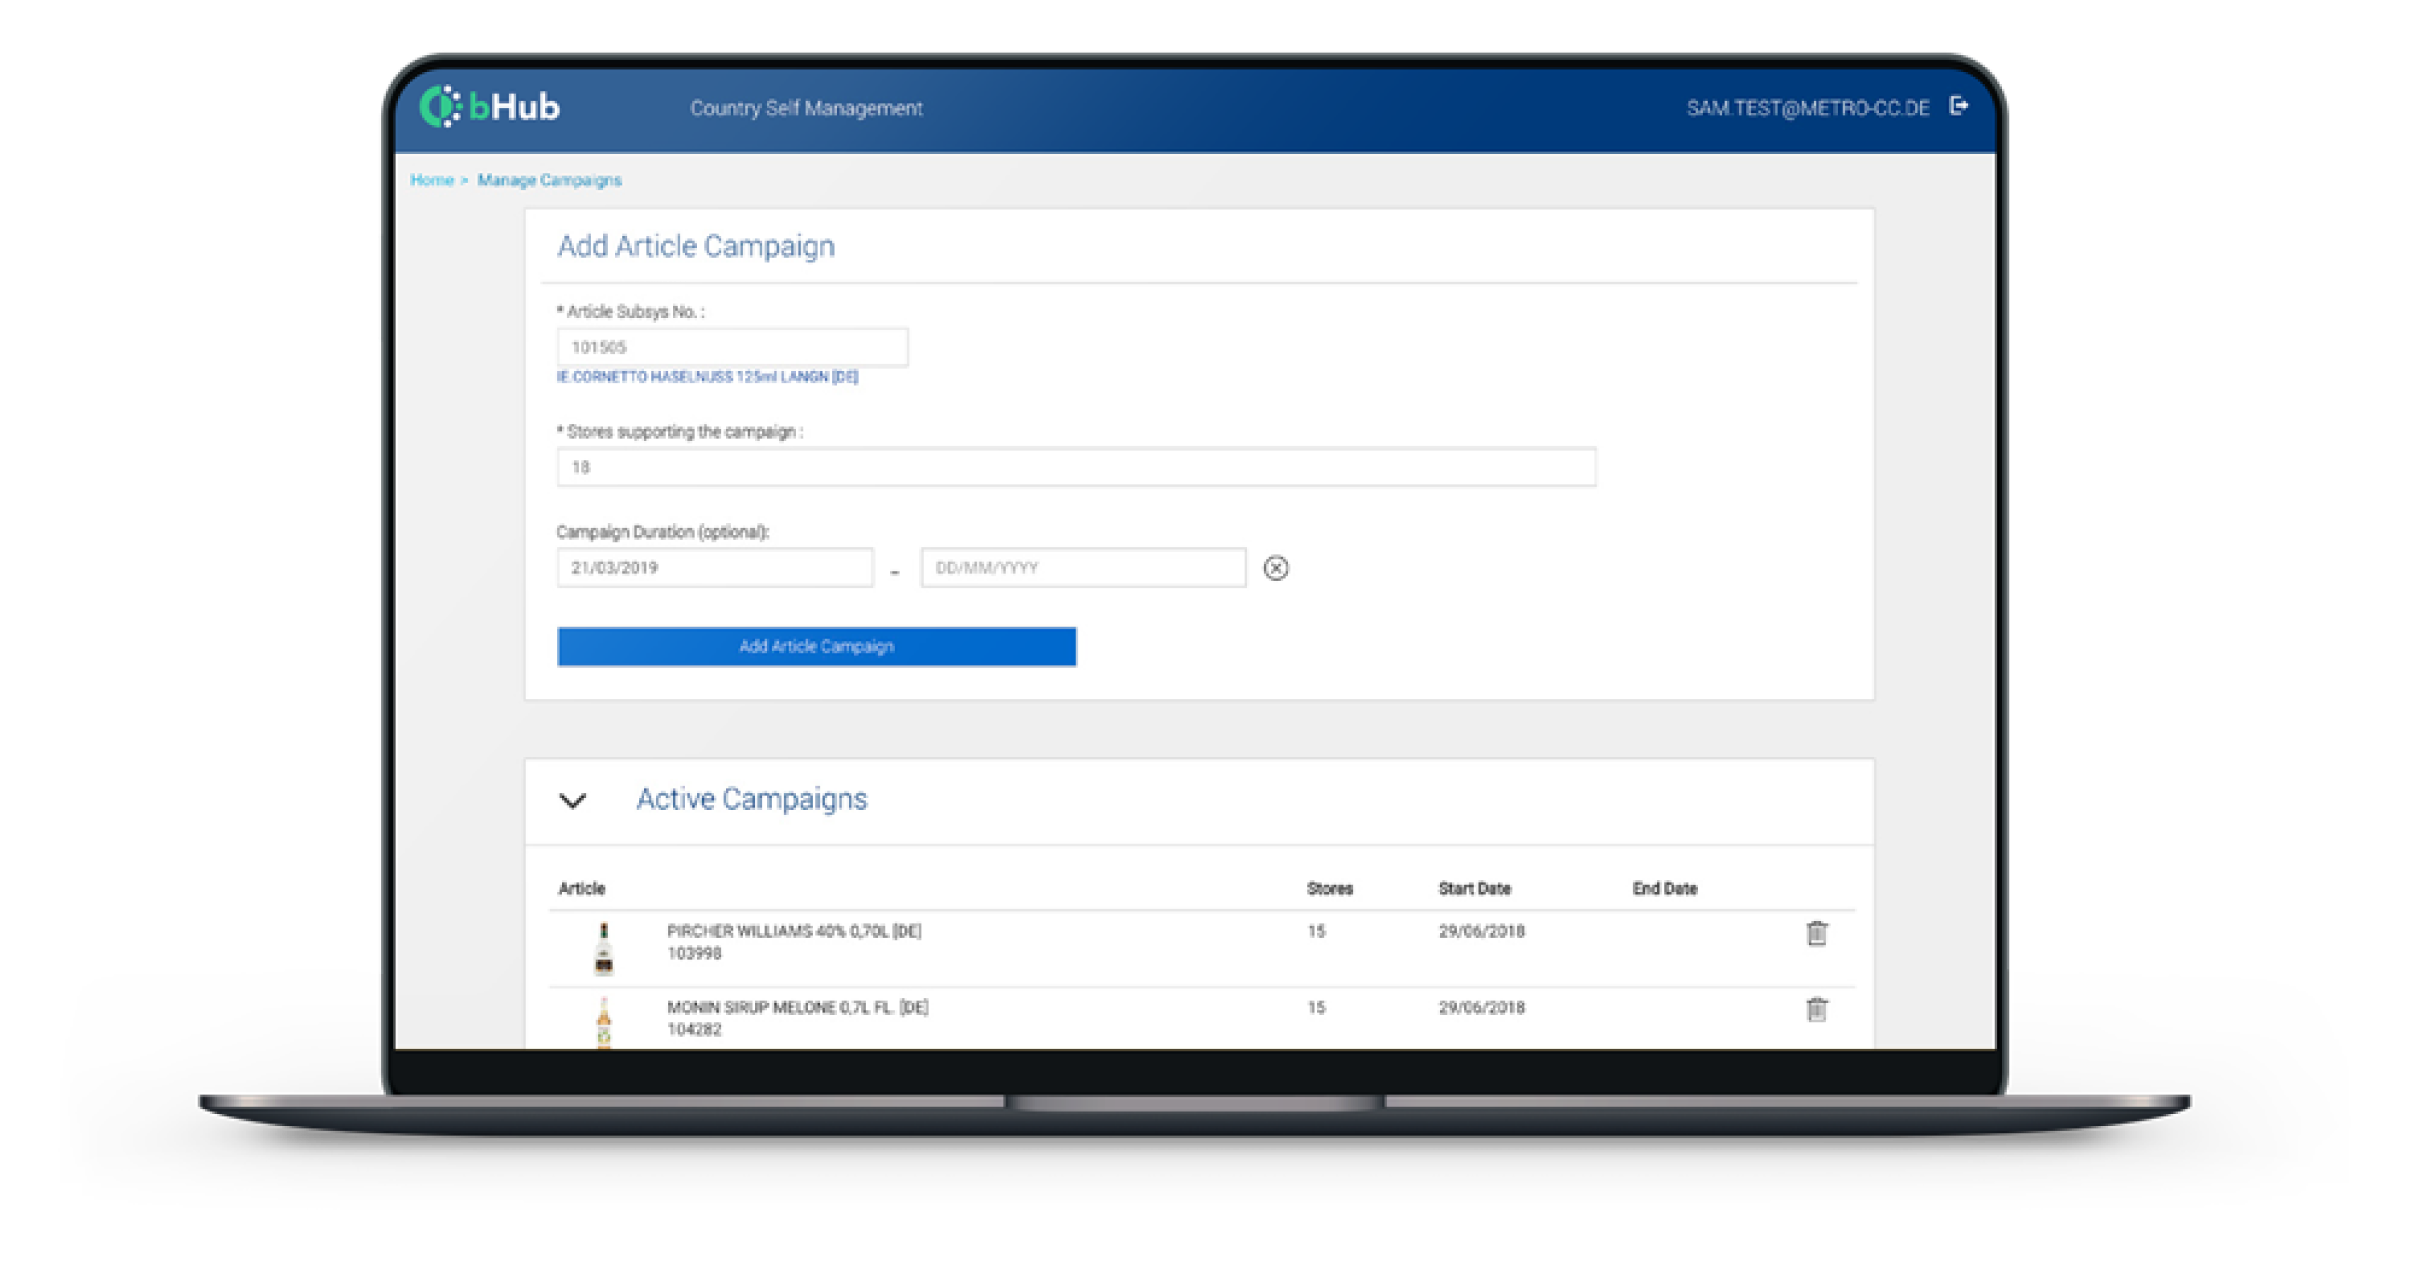 bHub
Country Self Management
SAM.TEST@METRO-CC.DE
Home > Manage Campaigns
Add Article Campaign
* Article Subsys No. :
101505
IE.CORNETTO HASELNUSS 125ml LANGN [DE]
* Stores supporting the campaign :
18
Campaign Duration (optional):
21/03/2019 - DD/MM/YYYY
Add Article Campaign
Active Campaigns
Article Stores Start Date End Date
PIRCHER WILLIAMS 40% 0,70L [DE] 15 29/06/2018
103998
MONIN SIRUP MELONE 0,7L FL. [DE] 15 29/06/2018
104282